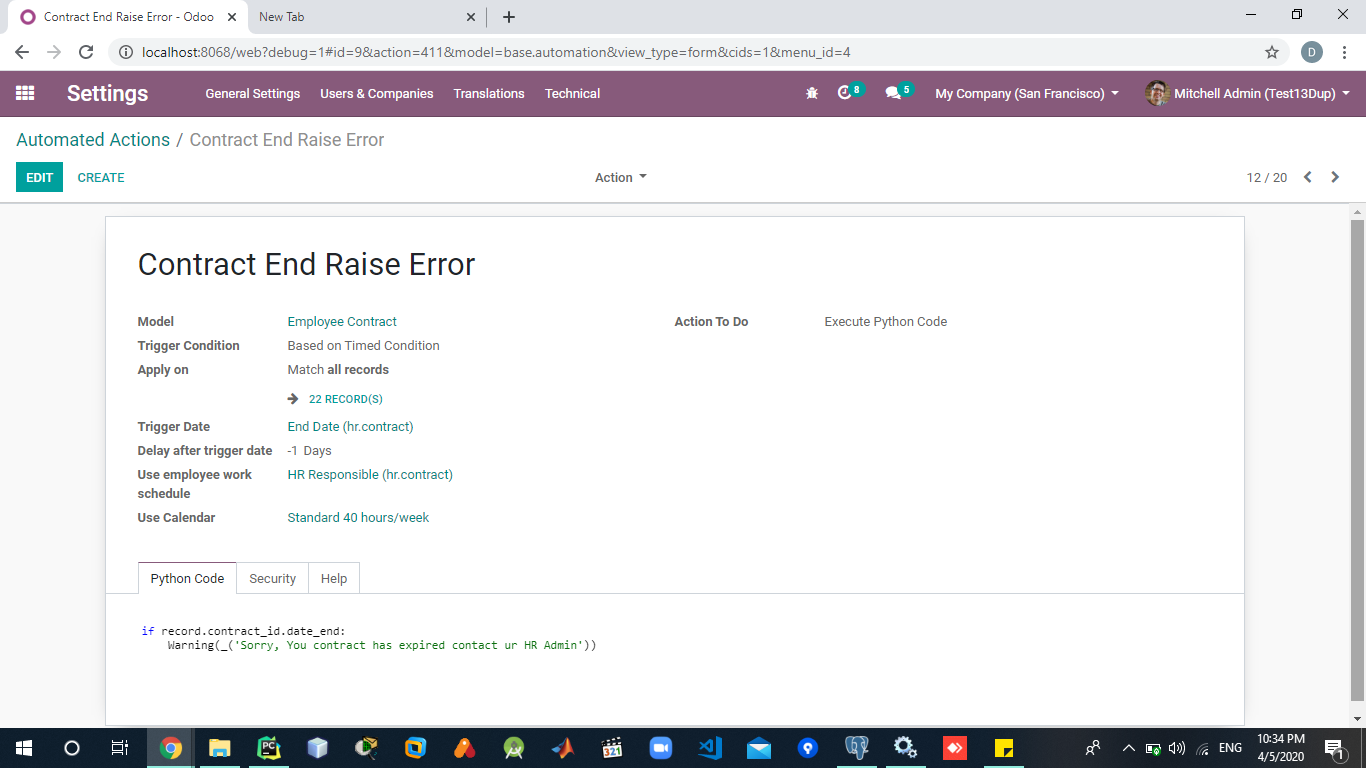 Contract End Raise Error - Odoo
New Tab
localhost:8068/web?debug=1#id=9&action=411&model=base.automation&view_type=form&cids=1&menu_id=4
D
Settings
General Settings
Users & Companies
Translations
Technical
8
5
My Company (San Francisco)
Mitchell Admin (Test13Dup)
Automated Actions / Contract End Raise Error
EDIT
CREATE
Action
12 / 20
Contract End Raise Error
Model
Employee Contract
Action To Do
Execute Python Code
Trigger Condition
Based on Timed Condition
Apply on
Match all records
22 RECORD(S)
Trigger Date
End Date (hr.contract)
Delay after trigger date
-1 Days
Use employee work
schedule
HR Responsible (hr.contract)
Use Calendar
Standard 40 hours/week
Python Code
Security
Help
if record.contract_id.date_end:
Warning(_('Sorry, You contract has expired contact ur HR Admin'))
PC
321
ENG
10:34 PM
4/5/2020
1